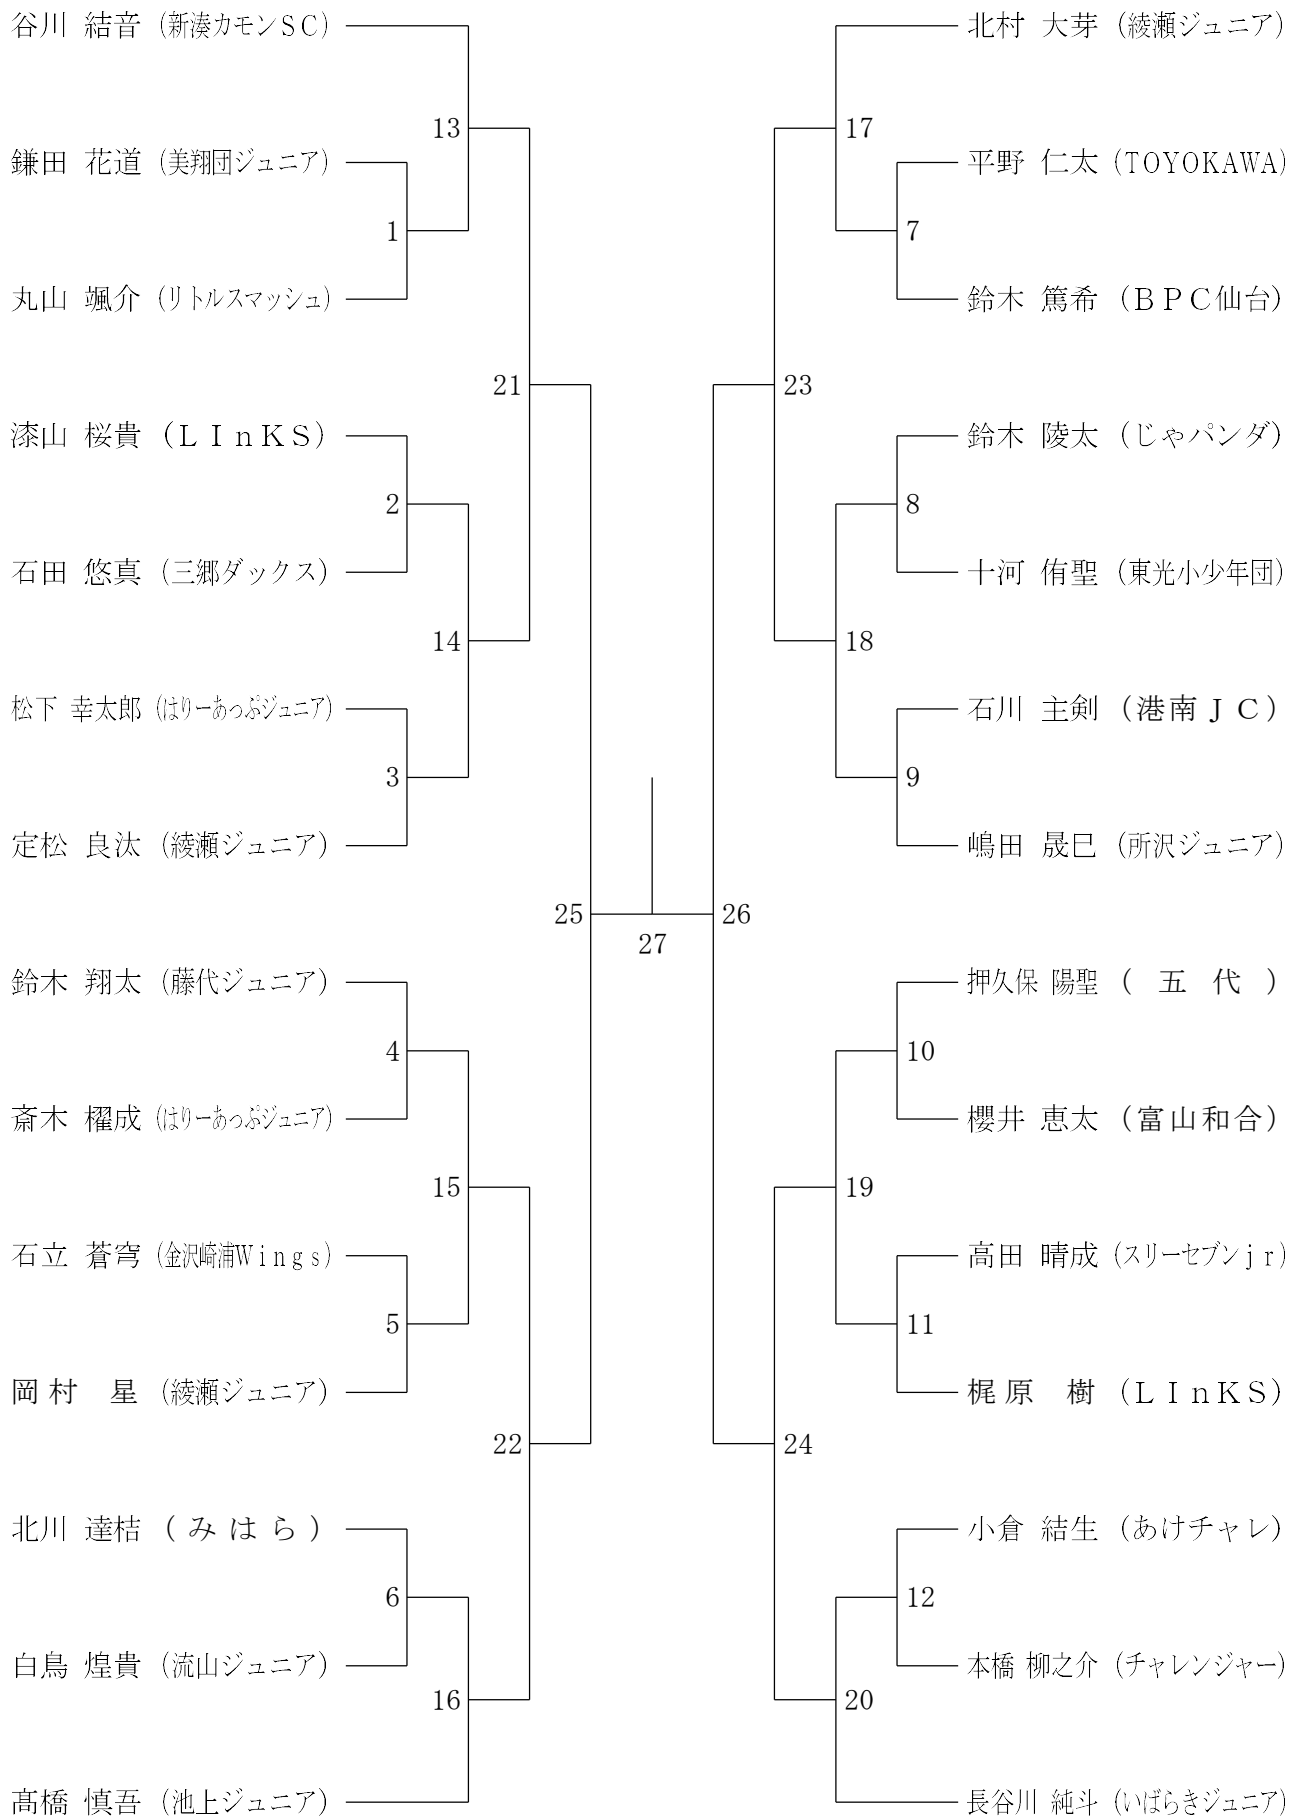 谷川 結音 (新湊カモンＳＣ)
13
鎌田 花道 (美翔団ジュニア)
1
丸山 颯介 (リトルスマッシュ)
21
漆山 桜貴 (ＬＩｎＫＳ)
2
石田 悠真 (三郷ダックス)
14
松下 幸太郎 (はりーあっぷジュニア)
3
定松 良汰 (綾瀬ジュニア)
25
鈴木 翔太 (藤代ジュニア)
4
斎木 櫂成 (はりーあっぷジュニア)
15
石立 蒼穹 (金沢崎浦Ｗｉｎｇｓ)
5
岡村 星 (綾瀬ジュニア)
22
北川 達桔 (みはら)
6
白鳥 煌貴 (流山ジュニア)
16
髙橋 慎吾 (池上ジュニア)
27
北村 大芽 (綾瀬ジュニア)
17
平野 仁太 (TOYOKAWA)
7
鈴木 篤希 (ＢＰＣ仙台)
23
鈴木 陵太 (じゃパンダ)
8
十河 侑聖 (東光小少年団)
18
石川 主剣 (港南ＪＣ)
9
嶋田 晟巳 (所沢ジュニア)
26
押久保 陽聖 (五代)
10
櫻井 恵太 (富山和合)
19
高田 晴成 (スリーセブンｊｒ)
11
梶原 樹 (ＬＩｎＫＳ)
24
小倉 結生 (あけチャレ)
12
本橋 柳之介 (チャレンジャー)
20
長谷川 純斗 (いばらきジュニア)